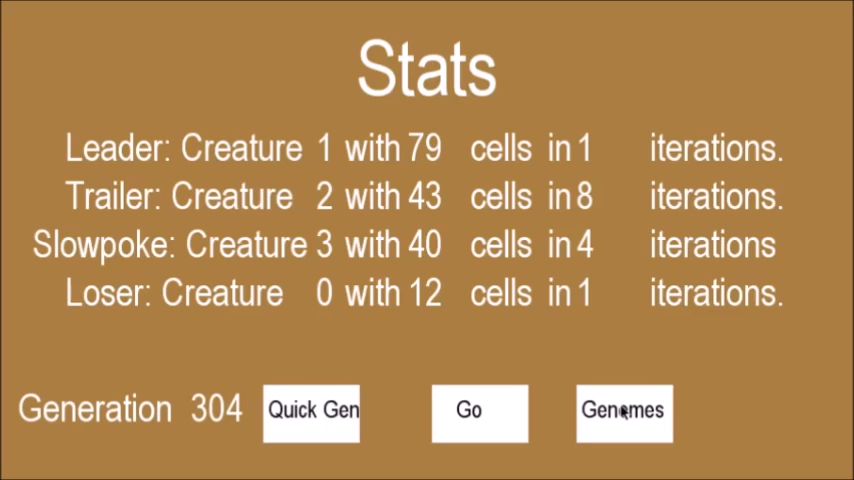 Stats
Leader: Creature 1 with 79 cells in 1 iterations.
Trailer: Creature 2 with 43 cells in 8 iterations.
Slowpoke: Creature 3 with 40 cells in 4 iterations
Loser: Creature 0 with 12 cells in 1 iterations.
Generation 304 Quick Gen Go Genomes